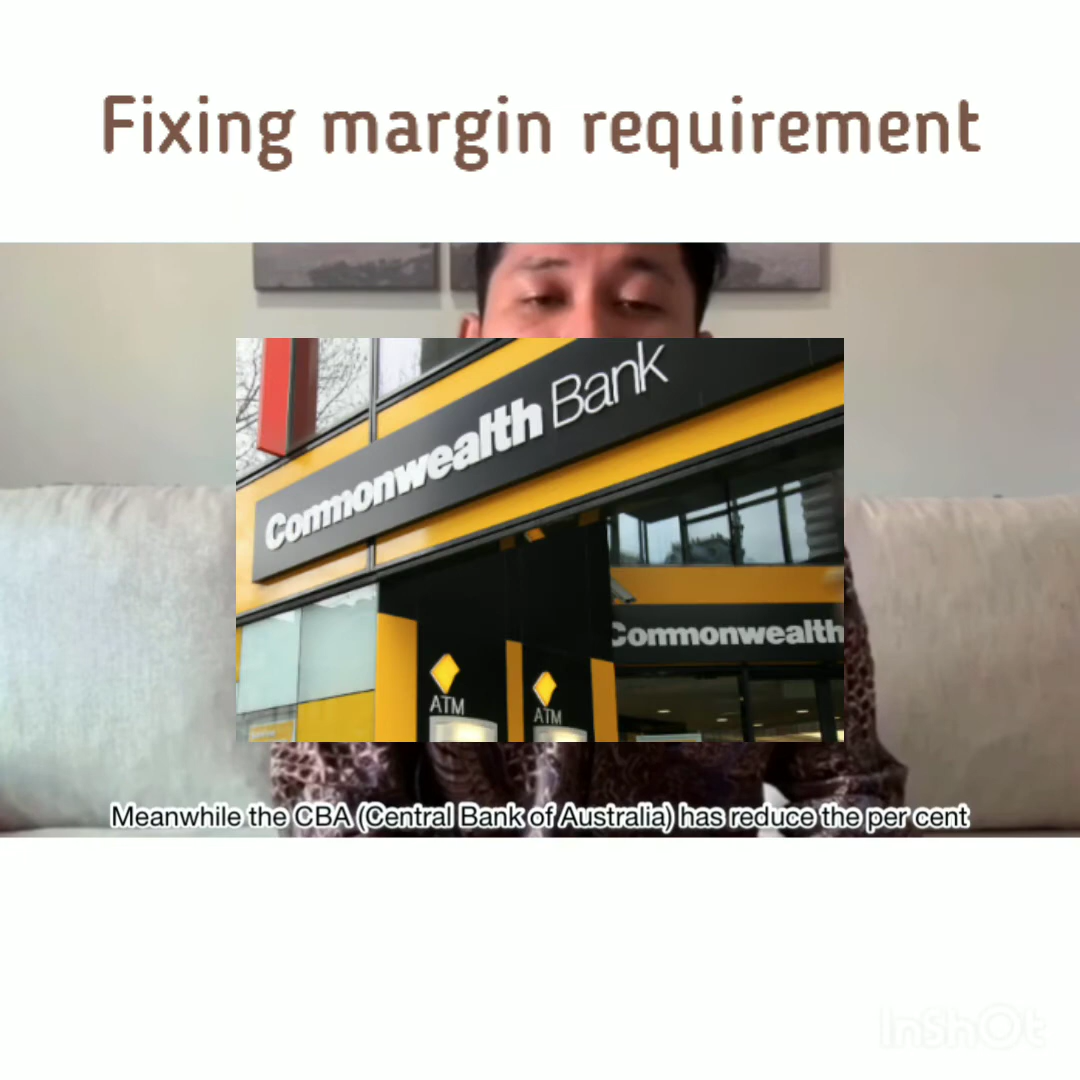 Fixing margin requirement
Commonwealth Bank
Commonwealth
ATM
ATM
Meanwhile the CBA (Central Bank of Australia) has reduce the per cent
InShOt